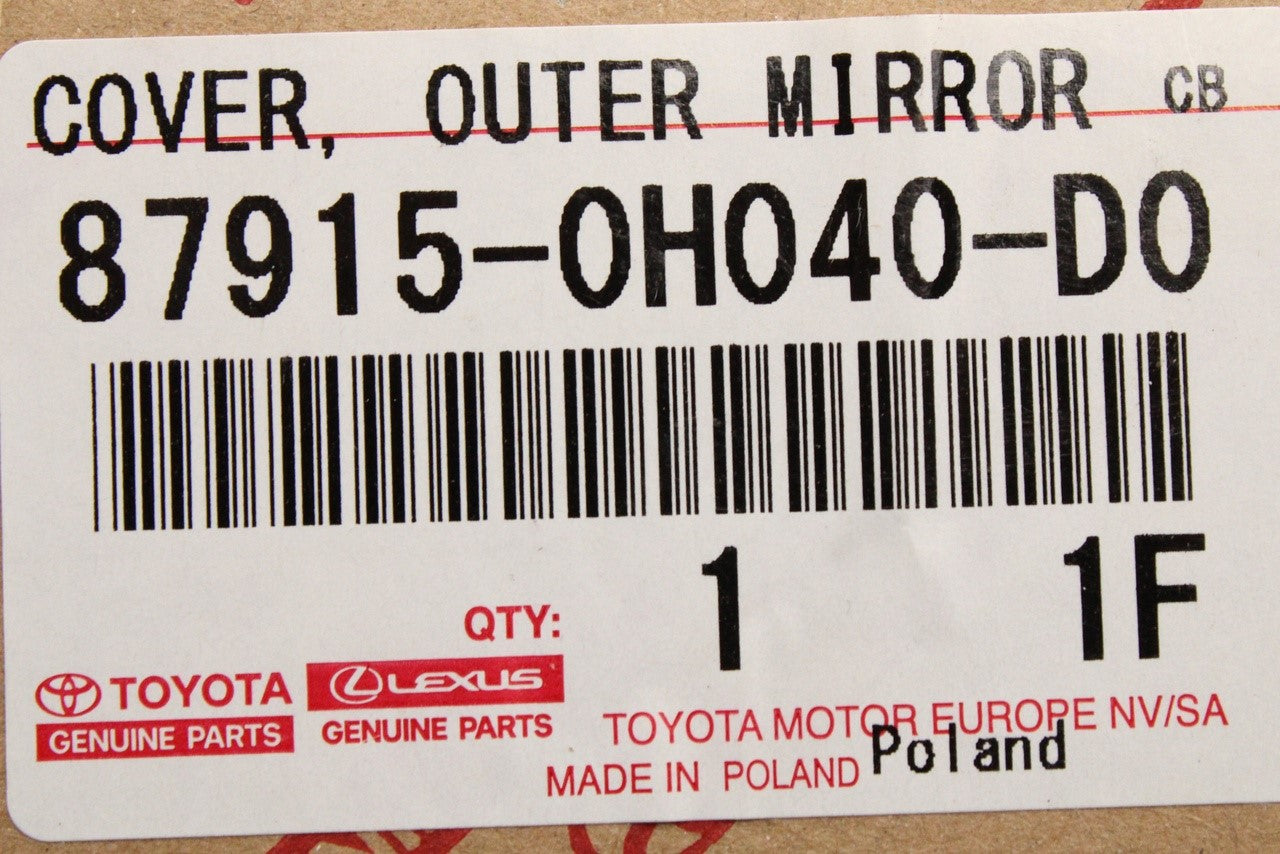 COVER, OUTER MIRROR CB
87915-0H040-D0
QTY: 1 1F
TOYOTA
GENUINE PARTS
LEXUS
GENUINE PARTS
TOYOTA MOTOR EUROPE NV/SA
MADE IN POLAND Poland